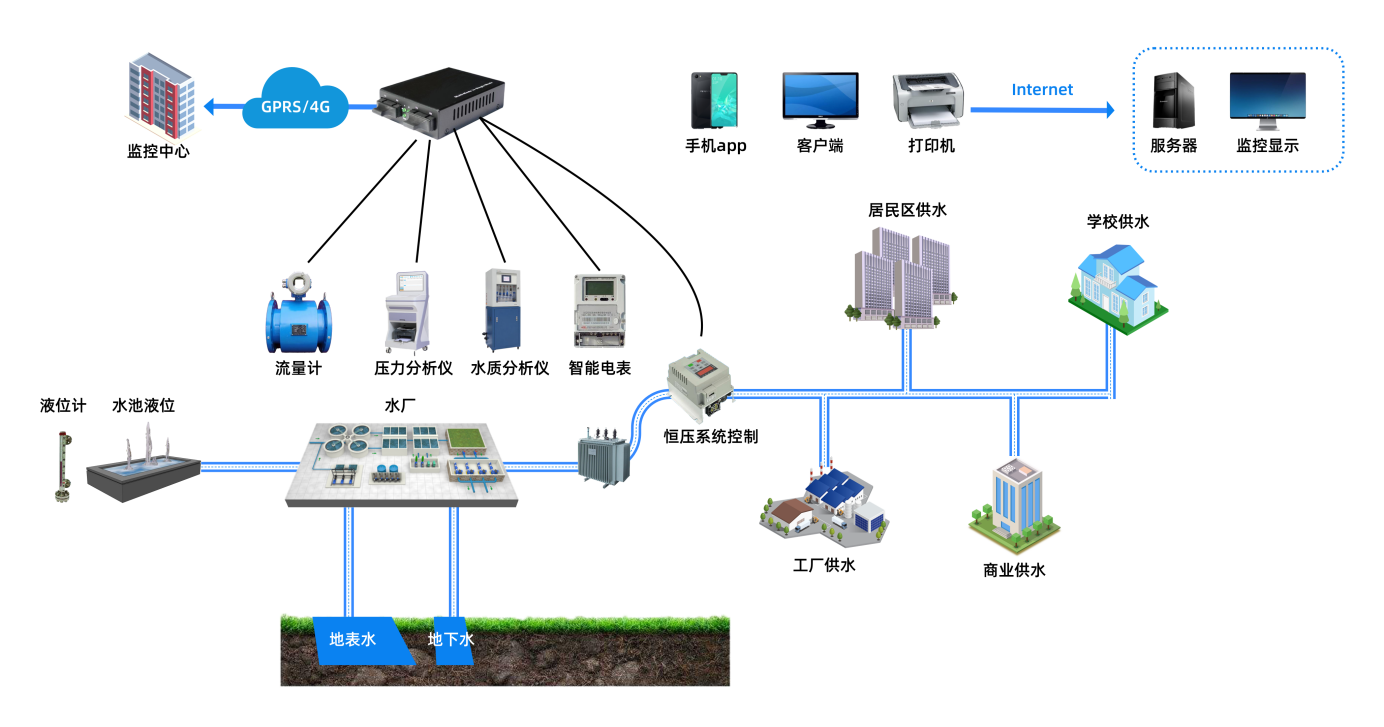 GPRS/4G
监控中心
手机app
客户端
打印机
Internet
服务器
监控显示
居民区供水
学校供水
流量计
压力分析仪
水质分析仪
智能电表
液位计
水池液位
水厂
恒压系统控制
工厂供水
商业供水
地表水
地下水